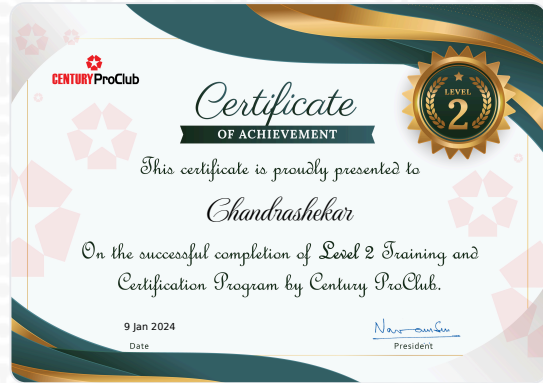 CENTURY ProClub
Certificate
OF ACHIEVEMENT
LEVEL
2
This certificate is proudly presented to
Chandrashekar
On the successful completion of Level 2 Training and
Certification Program by Century ProClub.
9 Jan 2024
Date
President